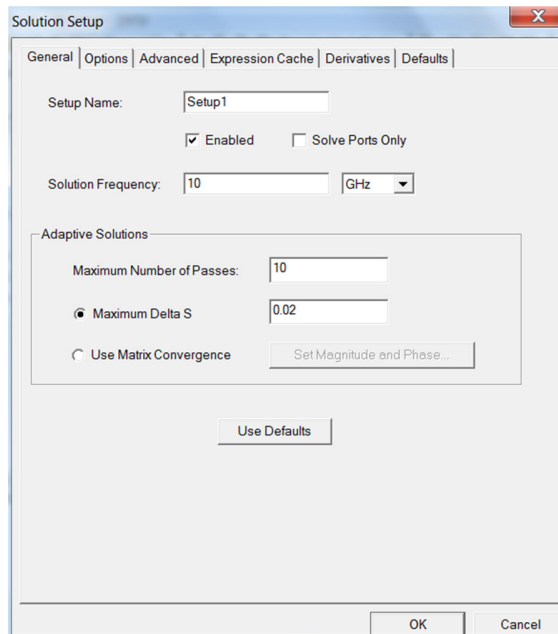 Solution Setup
General Options Advanced Expression Cache Derivatives Defaults
Setup Name: Setup1
Enabled Solve Ports Only
Solution Frequency: 10 GHz
Adaptive Solutions
Maximum Number of Passes: 10
Maximum Delta S 0.02
Use Matrix Convergence Set Magnitude and Phase...
Use Defaults
OK Cancel